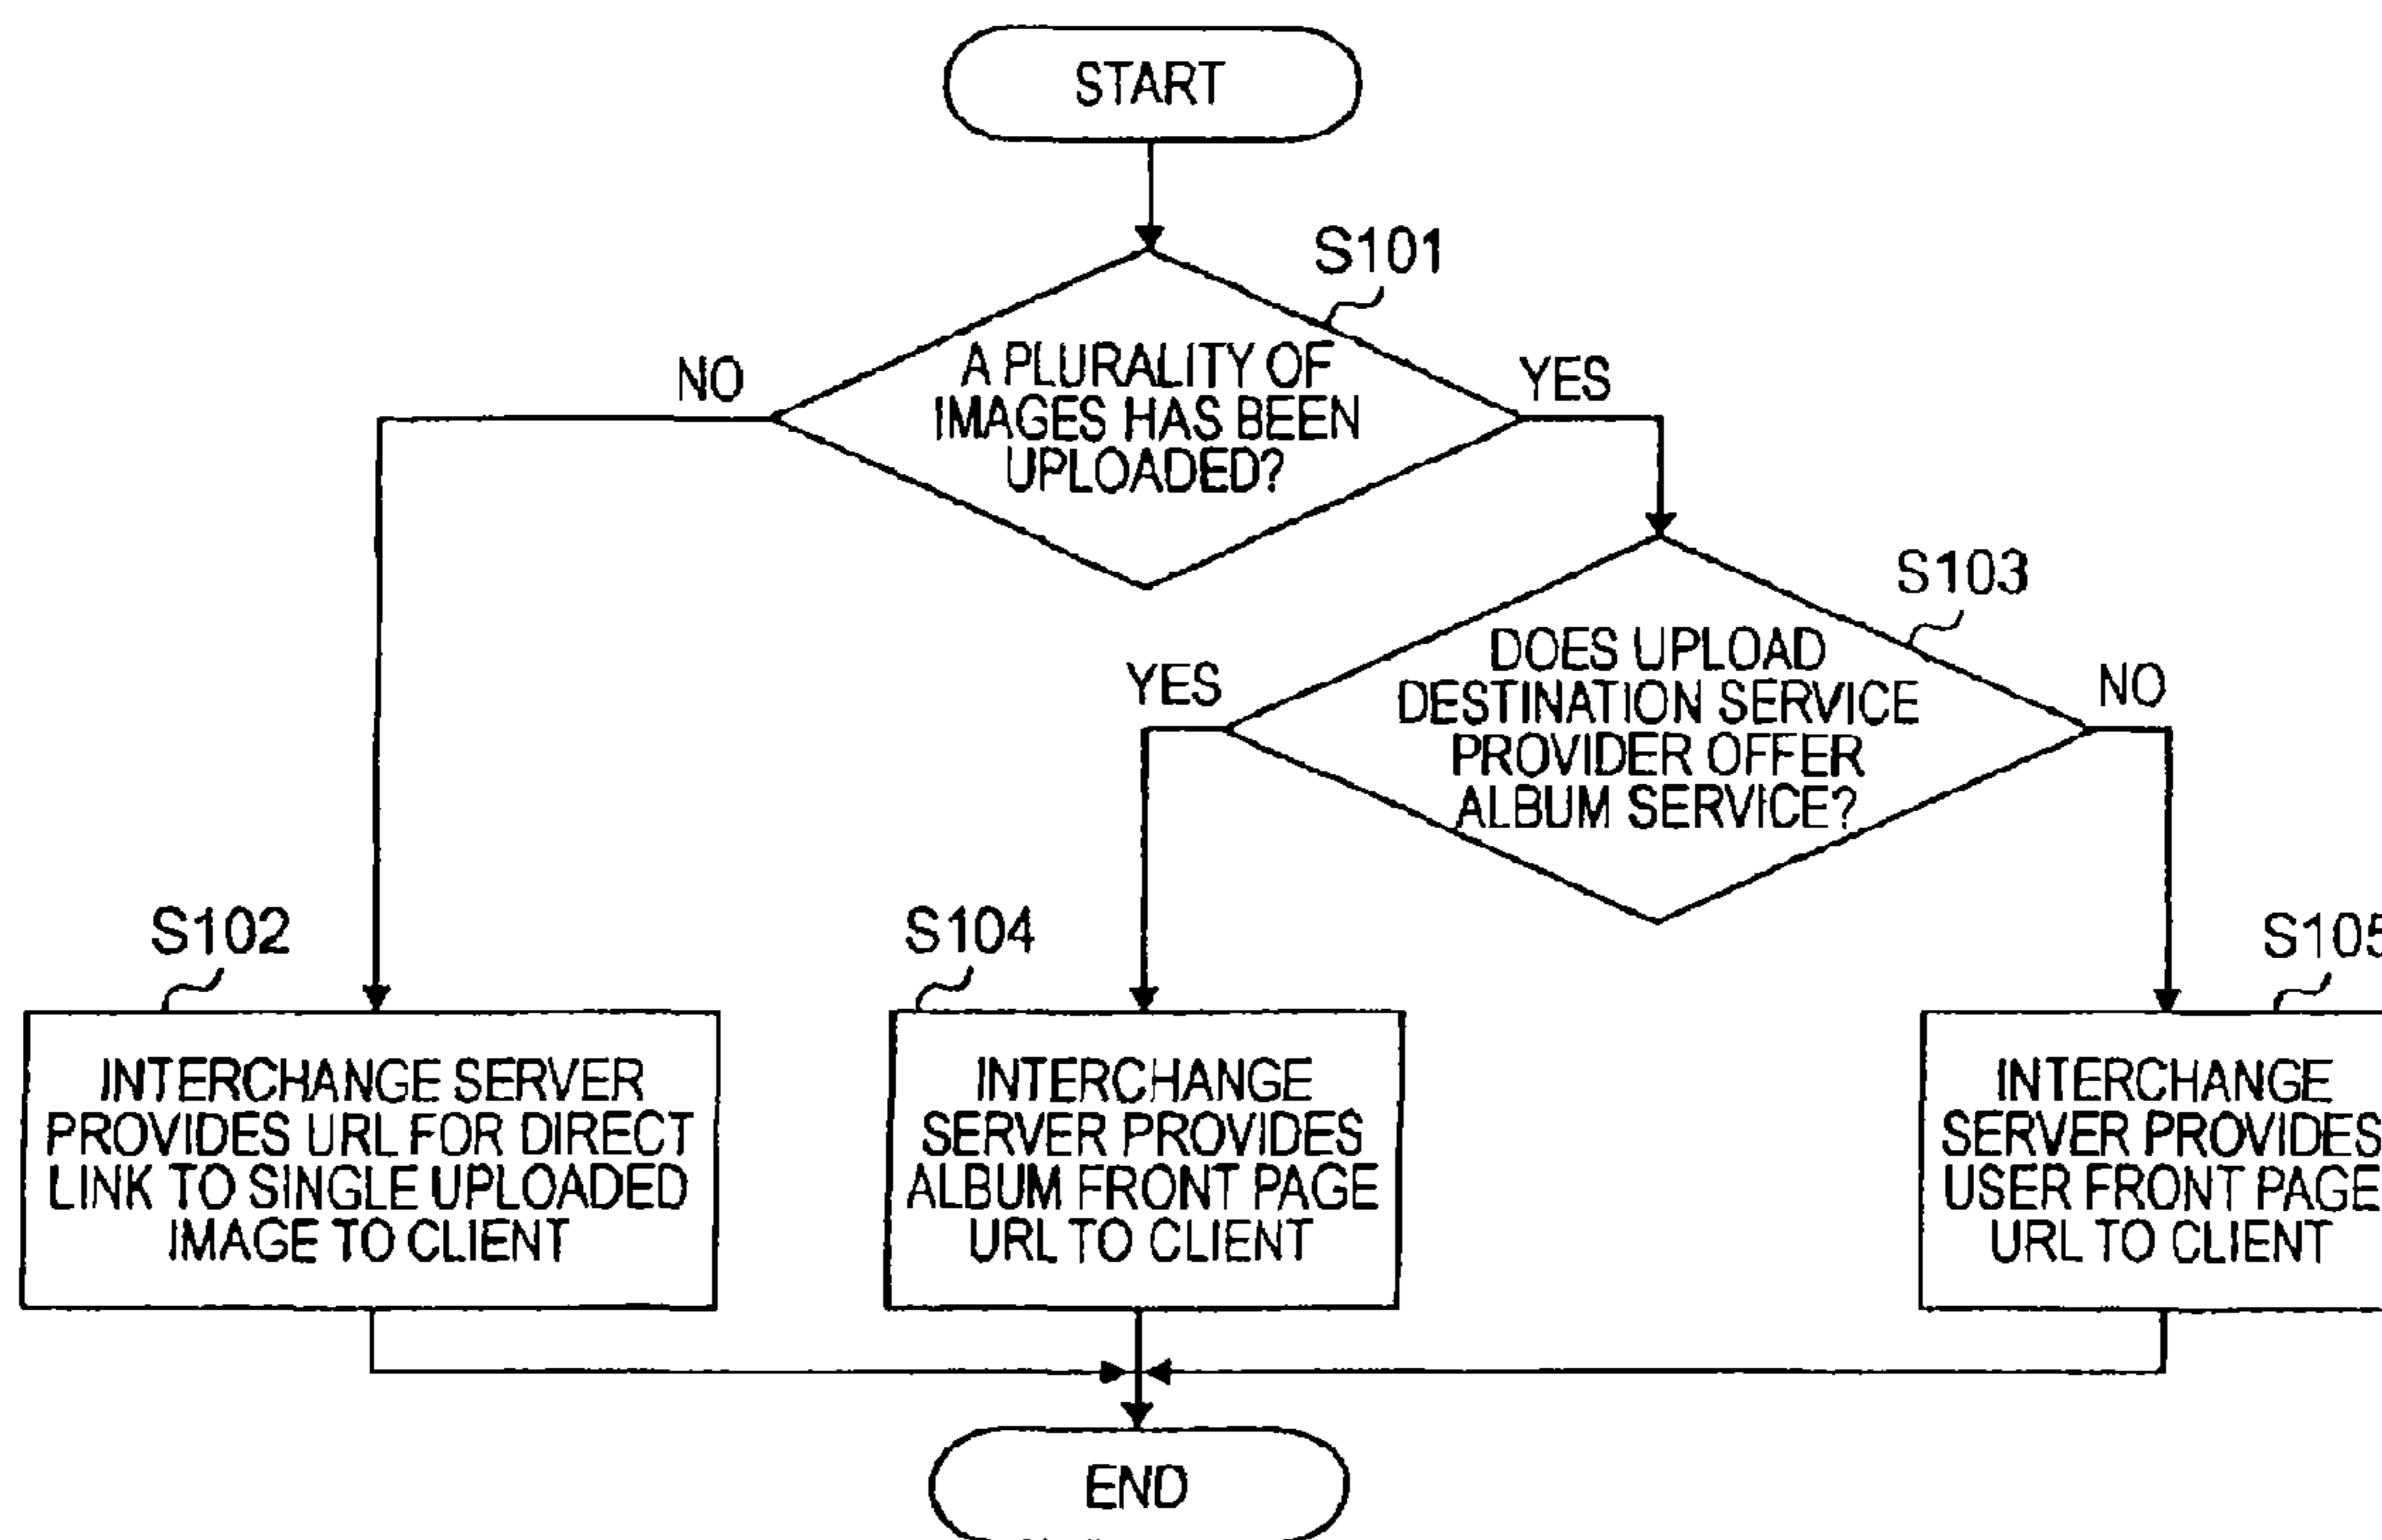 START
S101
A PLURALITY OF
IMAGES HAS BEEN
UPLOADED?
NO
YES
S103
DOES UPLOAD
DESTINATION SERVICE
PROVIDER OFFER
ALBUM SERVICE?
YES
NO
S102
INTERCHANGE SERVER
PROVIDES URL FOR DIRECT
LINK TO SINGLE UPLOADED
IMAGE TO CLIENT
S104
INTERCHANGE
SERVER PROVIDES
ALBUM FRONT PAGE
URL TO CLIENT
S105
INTERCHANGE
SERVER PROVIDES
USER FRONT PAGE
URL TO CLIENT
END